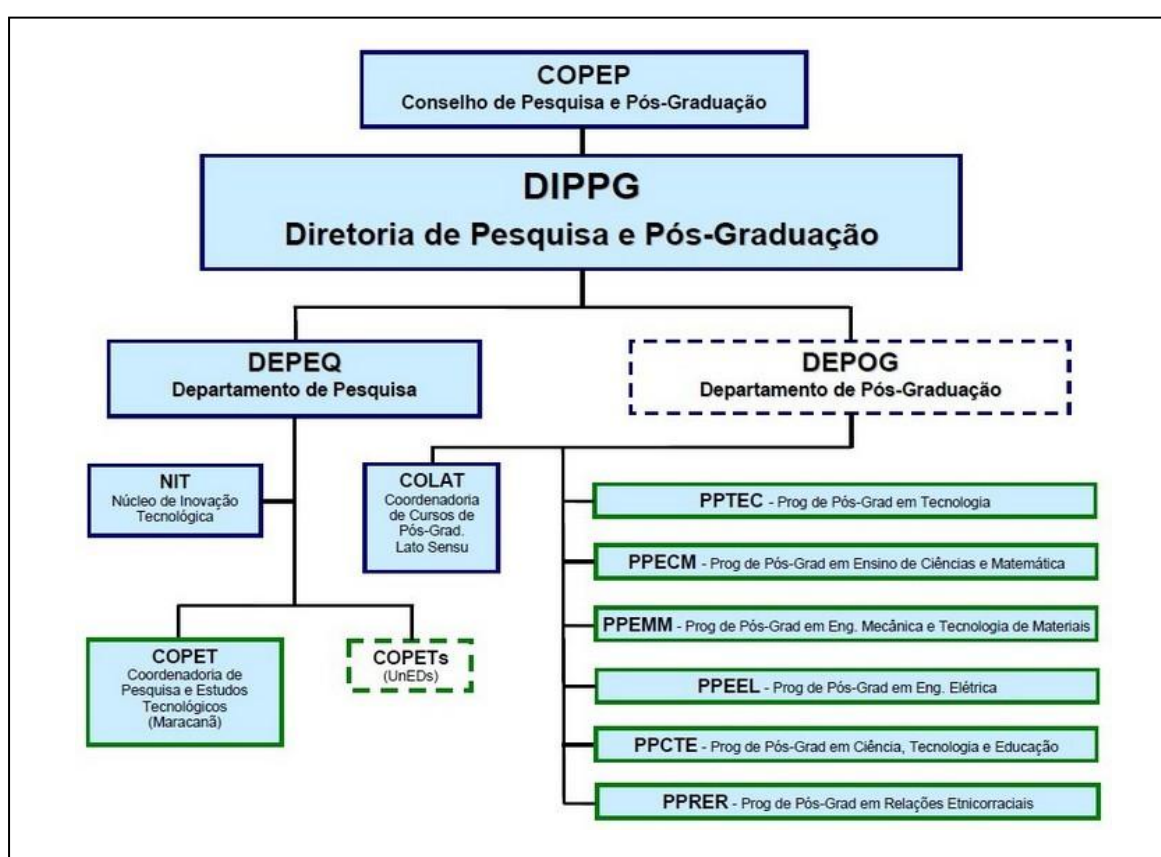 COPEP
Conselho de Pesquisa e Pós-Graduação
DIPPG
Diretoria de Pesquisa e Pós-Graduação
DEPEQ
Departamento de Pesquisa
DEPOG
Departamento de Pós-Graduação
NIT
Núcleo de Inovação
Tecnológica
COLAT
Coordenadoria
de Cursos de
Pós-Grad.
Lato Sensu
COPET
Coordenadoria de
Pesquisa e Estudos
Tecnológicos
(Maracanã)
COPETs
(UnEDs)
PPTEC - Prog de Pós-Grad em Tecnologia
PPECM - Prog de Pós-Grad em Ensino de Ciências e Matemática
PPEMM - Prog de Pós-Grad em Eng. Mecânica e Tecnologia de Materiais
PPEEL - Prog de Pós-Grad em Eng. Elétrica
PPCTE - Prog de Pós-Grad em Ciência, Tecnologia e Educação
PPRER - Prog de Pós-Grad em Relações Etnicorraciais